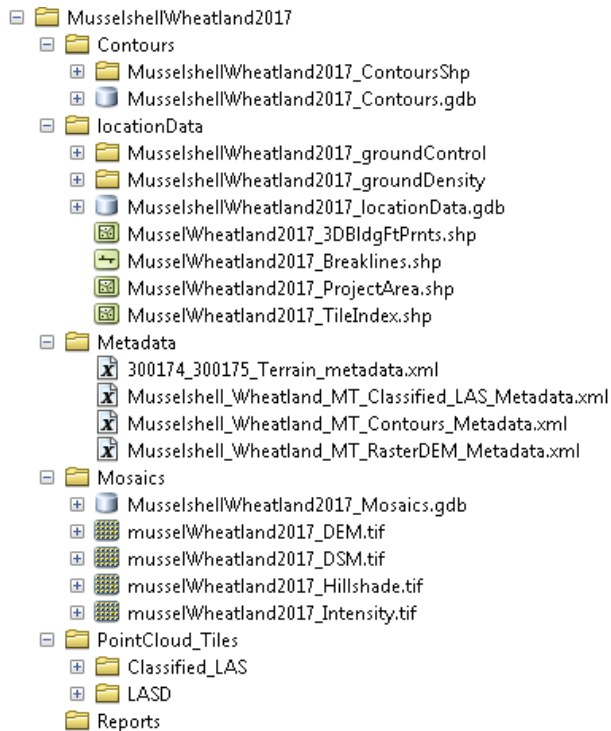 MusselshellWheatland2017
Contours
MusselshellWheatland2017_ContoursShp
MusselshellWheatland2017_Contours.gdb
locationData
MusselshellWheatland2017_groundControl
MusselshellWheatland2017_groundDensity
MusselshellWheatland2017_locationData.gdb
MusselWheatland2017_3DBldgFtPrnts.shp
MusselWheatland2017_Breaklines.shp
MusselWheatland2017_ProjectArea.shp
MusselWheatland2017_TileIndex.shp
Metadata
300174_300175_Terrain_metadata.xml
Musselshell_Wheatland_MT_Classified_LAS_Metadata.xml
Musselshell_Wheatland_MT_Contours_Metadata.xml
Musselshell_Wheatland_MT_RasterDEM_Metadata.xml
Mosaics
MusselshellWheatland2017_Mosaics.gdb
musselWheatland2017_DEM.tif
musselWheatland2017_DSM.tif
musselWheatland2017_Hillshade.tif
musselWheatland2017_Intensity.tif
PointCloud_Tiles
Classified_LAS
LASD
Reports